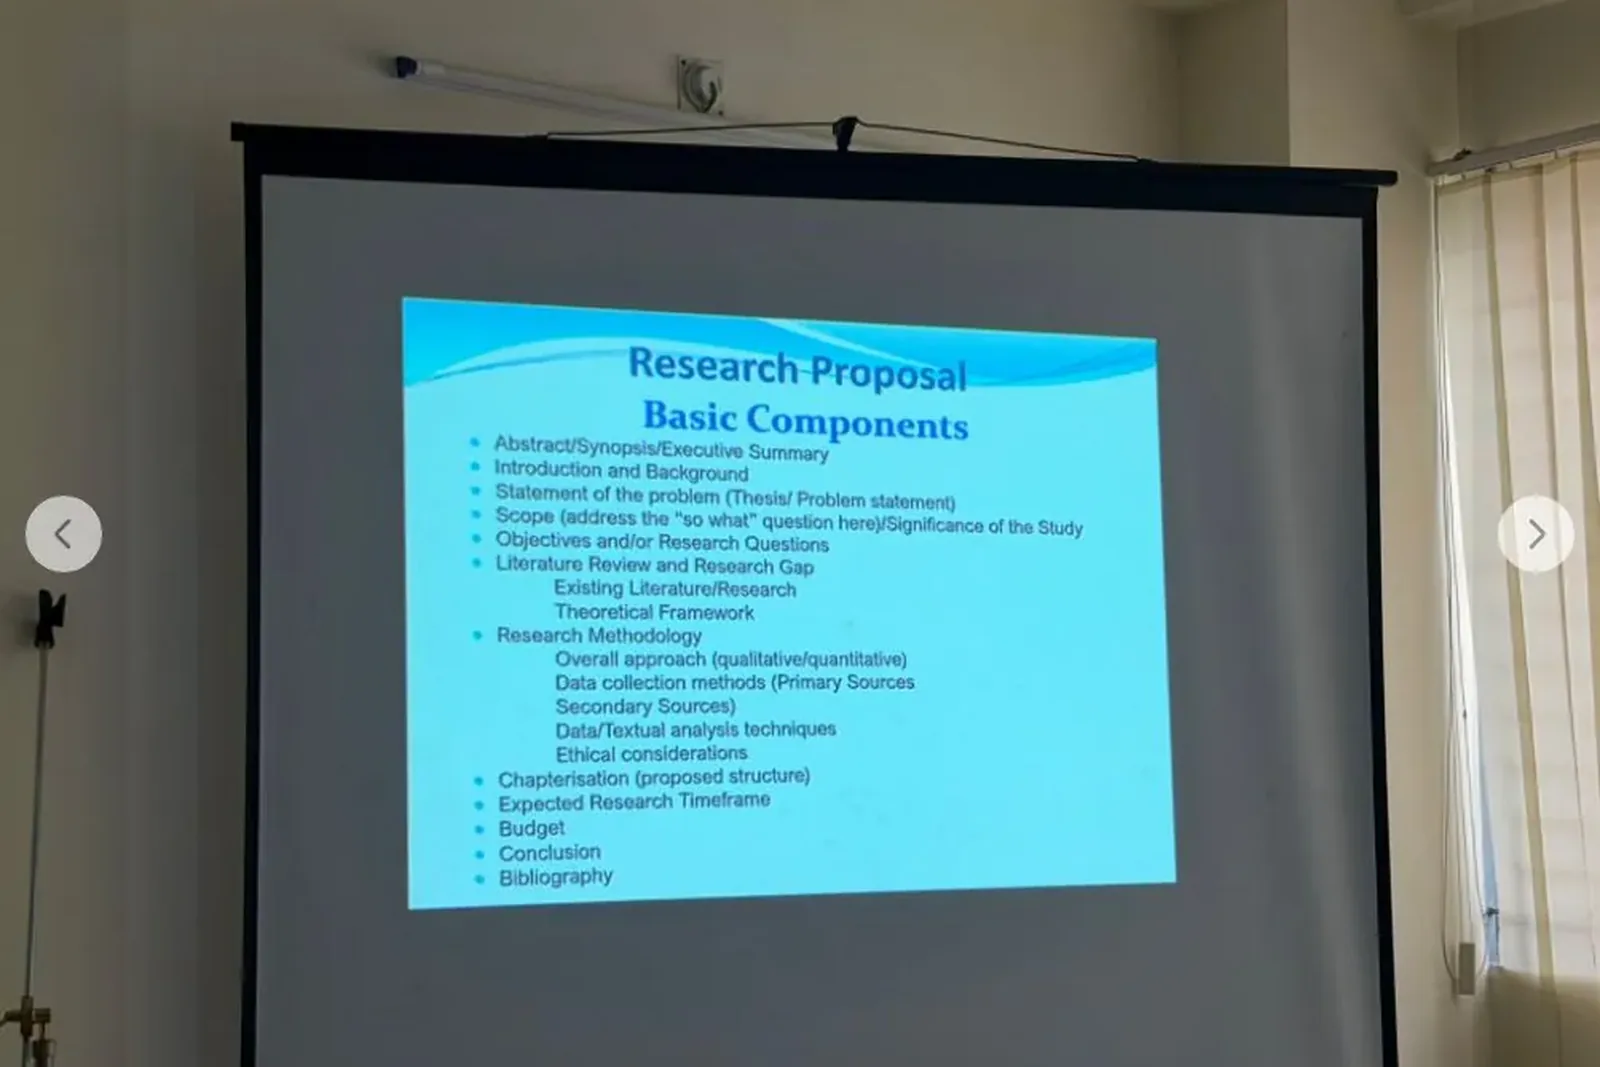 Research Proposal
Basic Components
Abstract/Synopsis/Executive Summary
Introduction and Background
Statement of the problem (Thesis/ Problem statement)
Scope (address the "so what" question here)/Significance of the Study
Objectives and/or Research Questions
Literature Review and Research Gap
Existing Literature/Research
Theoretical Framework
Research Methodology
Overall approach (qualitative/quantitative)
Data collection methods (Primary Sources
Secondary Sources)
Data/Textual analysis techniques
Ethical considerations
Chapterisation (proposed structure)
Expected Research Timeframe
Budget
Conclusion
Bibliography